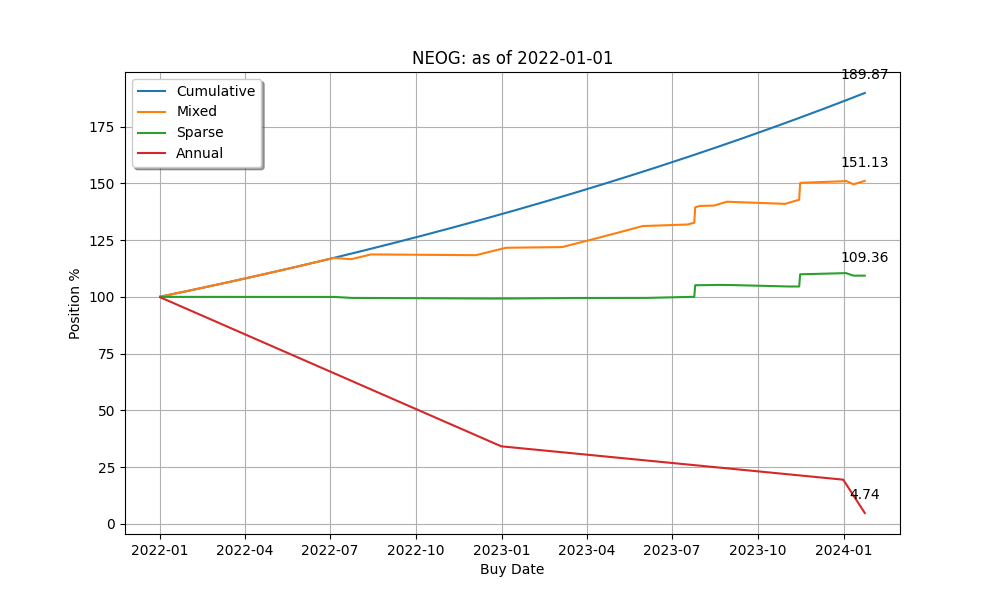 NEOG: as of 2022-01-01
189.87
Cumulative
Mixed
Sparse
Annual
151.13
109.36
4.74
175
150
125
100
75
50
25
0
Position %
2022-01 2022-04 2022-07 2022-10 2023-01 2023-04 2023-07 2023-10 2024-01
Buy Date